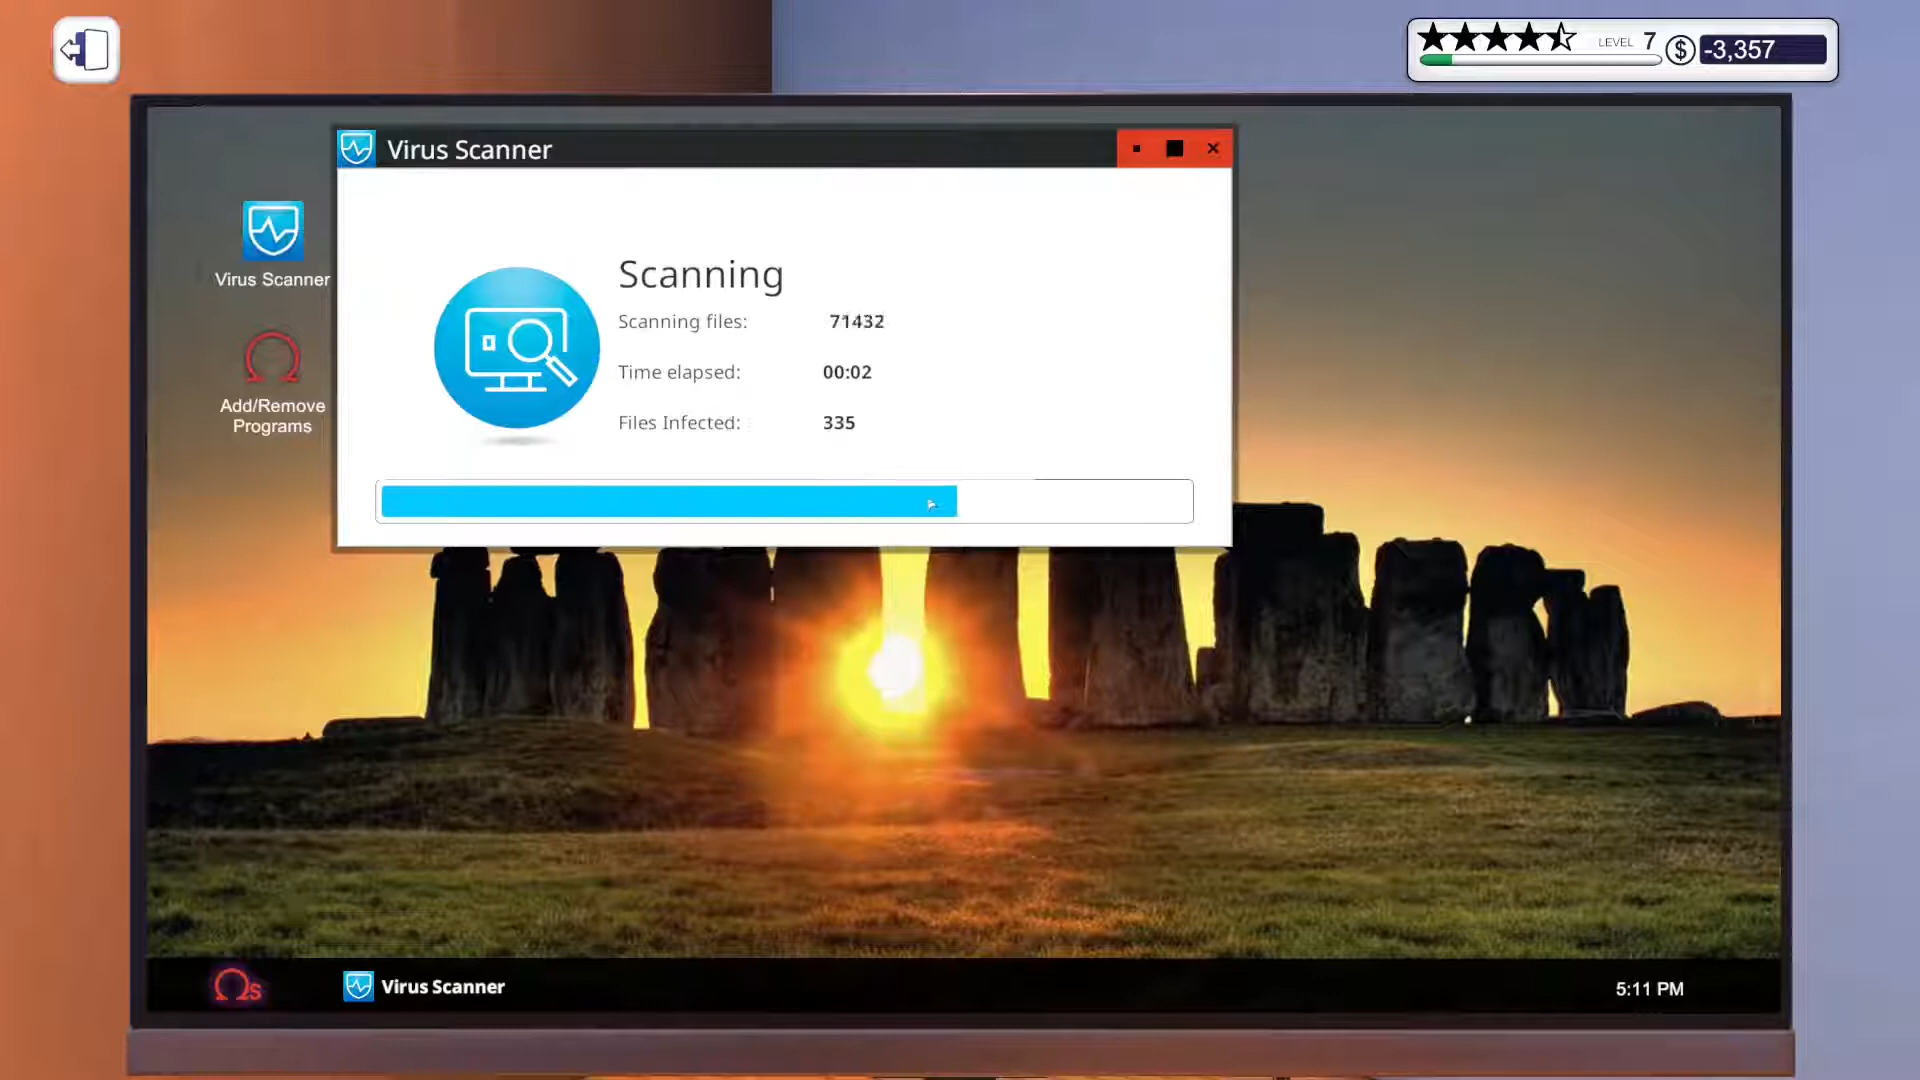 LEVEL 7
$ -3,357
Virus Scanner
Virus Scanner
Scanning
Scanning files: 71432
Time elapsed: 00:02
Files Infected: 335
Add/Remove
Programs
Ωs
Virus Scanner
5:11 PM